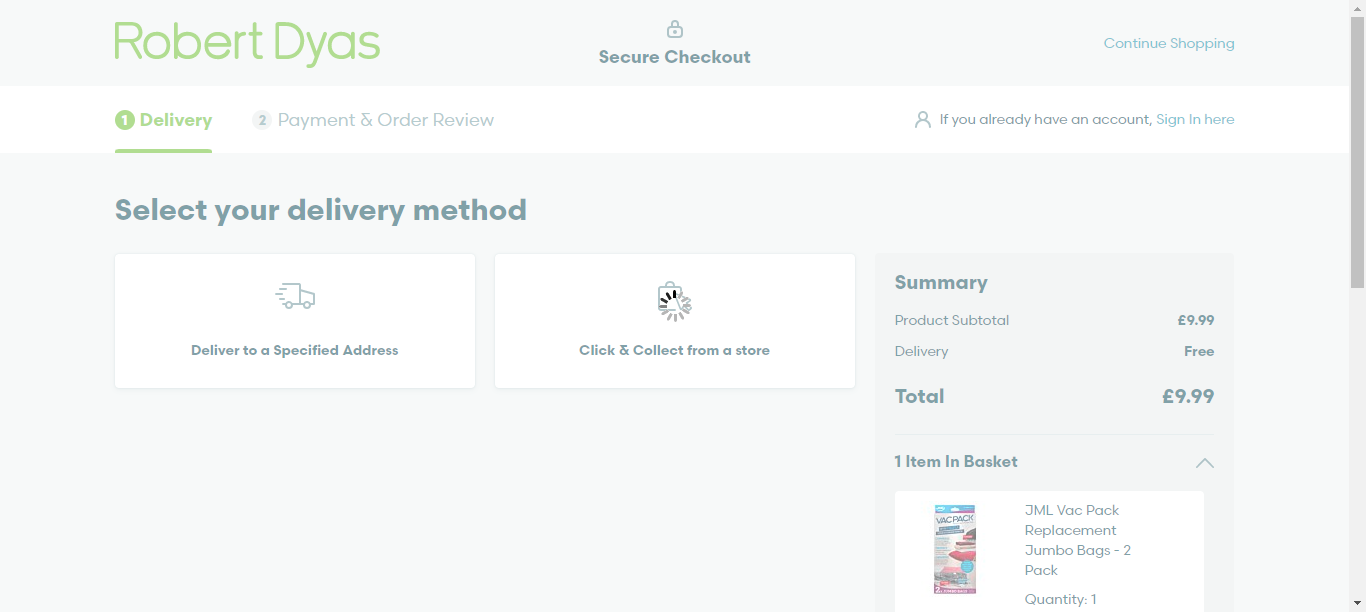 Robert Dyas
Secure Checkout
Continue Shopping
1 Delivery
2 Payment & Order Review
If you already have an account, Sign In here
Select your delivery method
Deliver to a Specified Address
Click & Collect from a store
Summary
Product Subtotal £9.99
Delivery Free
Total £9.99
1 Item In Basket
VACPACK
JML Vac Pack
Replacement
Jumbo Bags - 2
Pack
Quantity: 1